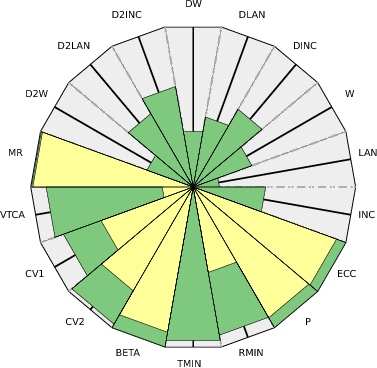 DW
D2INC DLAN
D2LAN DINC
D2W W
MR LAN
VTCA INC
CV1 ECC
CV2 P
BETA RMIN
TMIN